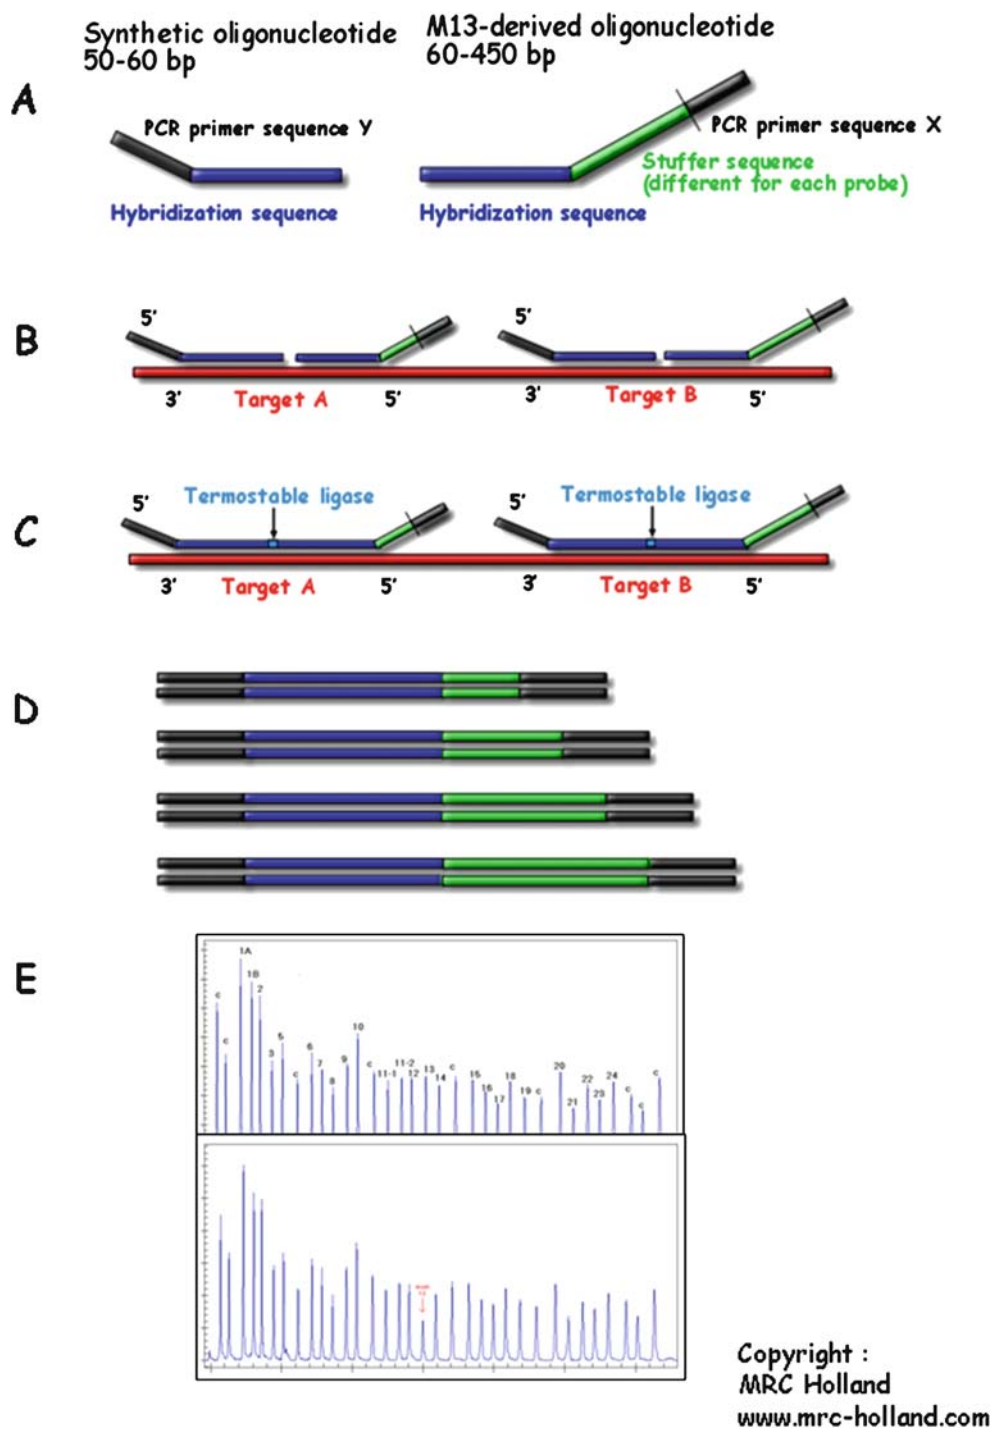 Synthetic oligonucleotide
50-60 bp
M13-derived oligonucleotide
60-450 bp
A
PCR primer sequence Y
PCR primer sequence X
Stuffer sequence
(different for each probe)
Hybridization sequence
Hybridization sequence
B
5'
5'
3'
Target A
5'
3'
Target B
5'
C
5'
Termostable ligase
5'
Termostable ligase
3'
Target A
5'
3'
Target B
5'
D
E
c
c
1A
1B
2
3
5
c
6
7
8
9
10
c
11-1
11-2
12
13
14
c
15
16
17
18
19
c
20
21
22
23
24
c
c
c
Copyright :
MRC Holland
www.mrc-holland.com